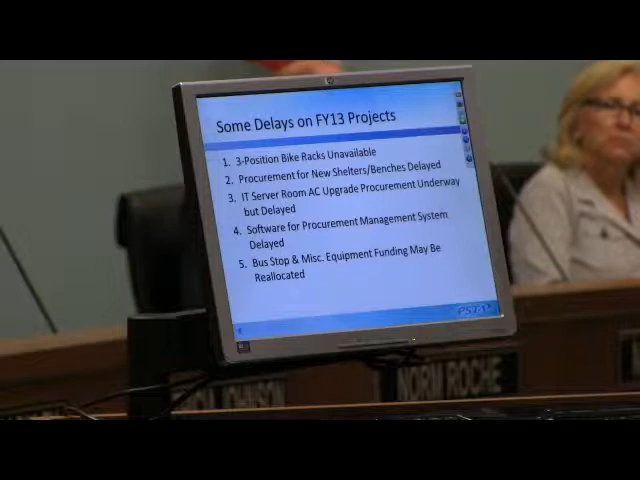 Some Delays on FY13 Projects
1. 3-Position Bike Racks Unavailable
2. Procurement for New Shelters/Benches Delayed
3. IT Server Room AC Upgrade Procurement Underway
but Delayed
4. Software for Procurement Management System
Delayed
5. Bus Stop & Misc. Equipment Funding May Be
Reallocated
PSTA
JOHNSON
NORM ROCHE